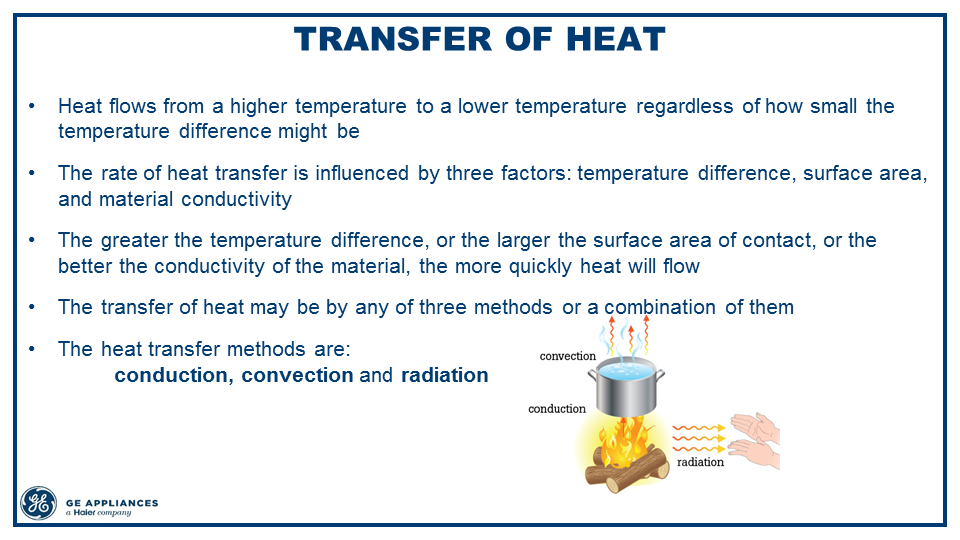 TRANSFER OF HEAT
• Heat flows from a higher temperature to a lower temperature regardless of how small the
temperature difference might be
• The rate of heat transfer is influenced by three factors: temperature difference, surface area,
and material conductivity
• The greater the temperature difference, or the larger the surface area of contact, or the
better the conductivity of the material, the more quickly heat will flow
• The transfer of heat may be by any of three methods or a combination of them
• The heat transfer methods are:
conduction, convection and radiation
convection
conduction
radiation
GE
GE APPLIANCES
a Haier company